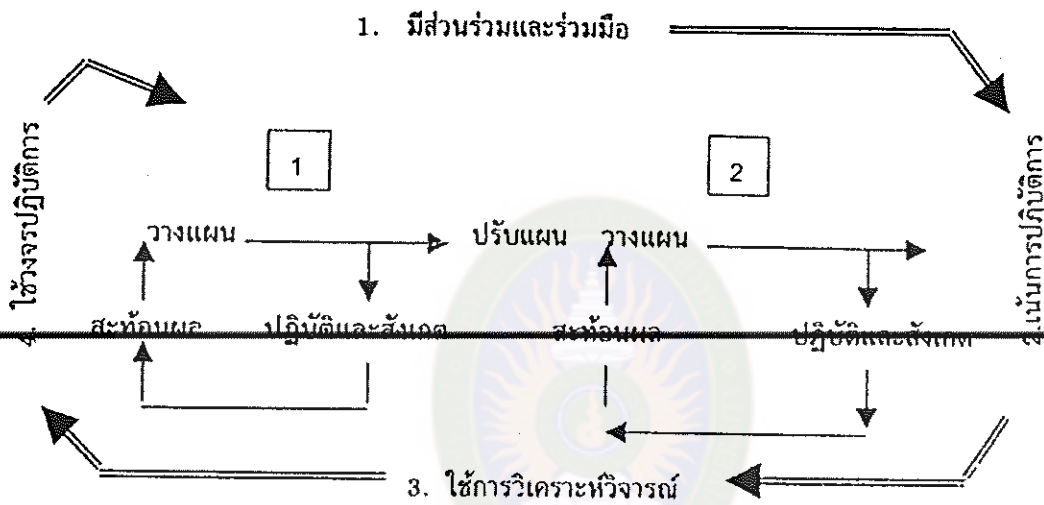 1. มีส่วนร่วมและร่วมมือ
4. ใช้วงจรปฏิบัติการ
1
2
2.เน้นการปฏิบัติการ
วางแผน ปรับแผน วางแผน
สะท้อนผล ปฏิบัติและสังเกต สะท้อนผล ปฏิบัติและสังเกต
3. ใช้การวิเคราะห์วิจารณ์